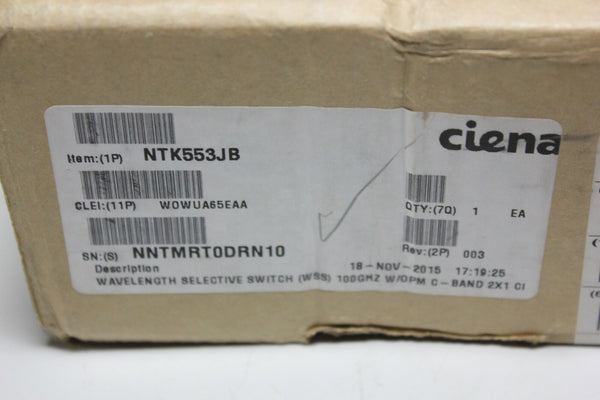 ciena
Item:(1P) NTK553JB
CLEI:(11P) WOWUA65EAA
QTY:(7Q) 1 EA
SN:(S) NNTMRT0DRN10
Rev:(2P) 003
Description
18-NOV-2015 17:19:25
WAVELENGTH SELECTIVE SWITCH (WSS) 100GHZ W/OPM C-BAND 2X1 CI